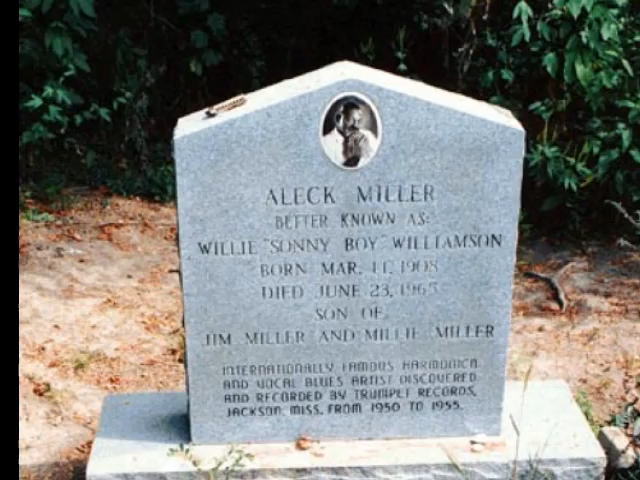 ALECK MILLER
BETTER KNOWN AS:
WILLIE "SONNY BOY" WILLIAMSON
BORN MAR. 11, 1908
DIED JUNE 23, 1965
SON OF
JIM MILLER AND MILLIE MILLER
INTERNATIONALLY FAMOUS HARMONICA
AND VOCAL BLUES ARTIST DISCOVERED
AND RECORDED BY TRUMPET RECORDS,
JACKSON, MISS. FROM 1950 TO 1955.